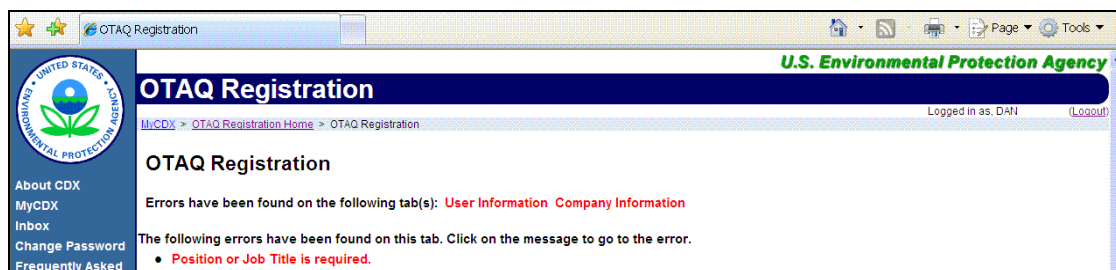 OTAQ Registration
Page
Tools
U.S. Environmental Protection Agency
UNITED STATES
ENVIRONMENTAL PROTECTION AGENCY
OTAQ Registration
Logged in as, DAN (Logout)
MyCDX > OTAQ Registration Home > OTAQ Registration
OTAQ Registration
About CDX
MyCDX
Inbox
Change Password
Frequently Asked
Errors have been found on the following tab(s): User Information Company Information
The following errors have been found on this tab. Click on the message to go to the error.
• Position or Job Title is required.